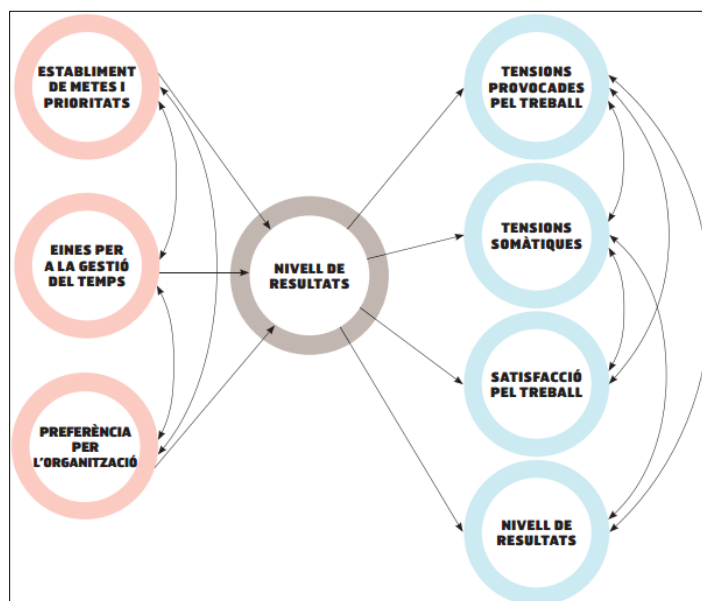 ESTABLIMENT
DE METES I
PRIORITATS
EINES PER
A LA GESTIÓ
DEL TEMPS
PREFERÈNCIA
PER
L'ORGANITZACIÓ
NIVELL DE
RESULTATS
TENSIONS
PROVOCADES
PEL TREBALL
TENSIONS
SOMÀTIQUES
SATISFACCIÓ
PEL TREBALL
NIVELL DE
RESULTATS